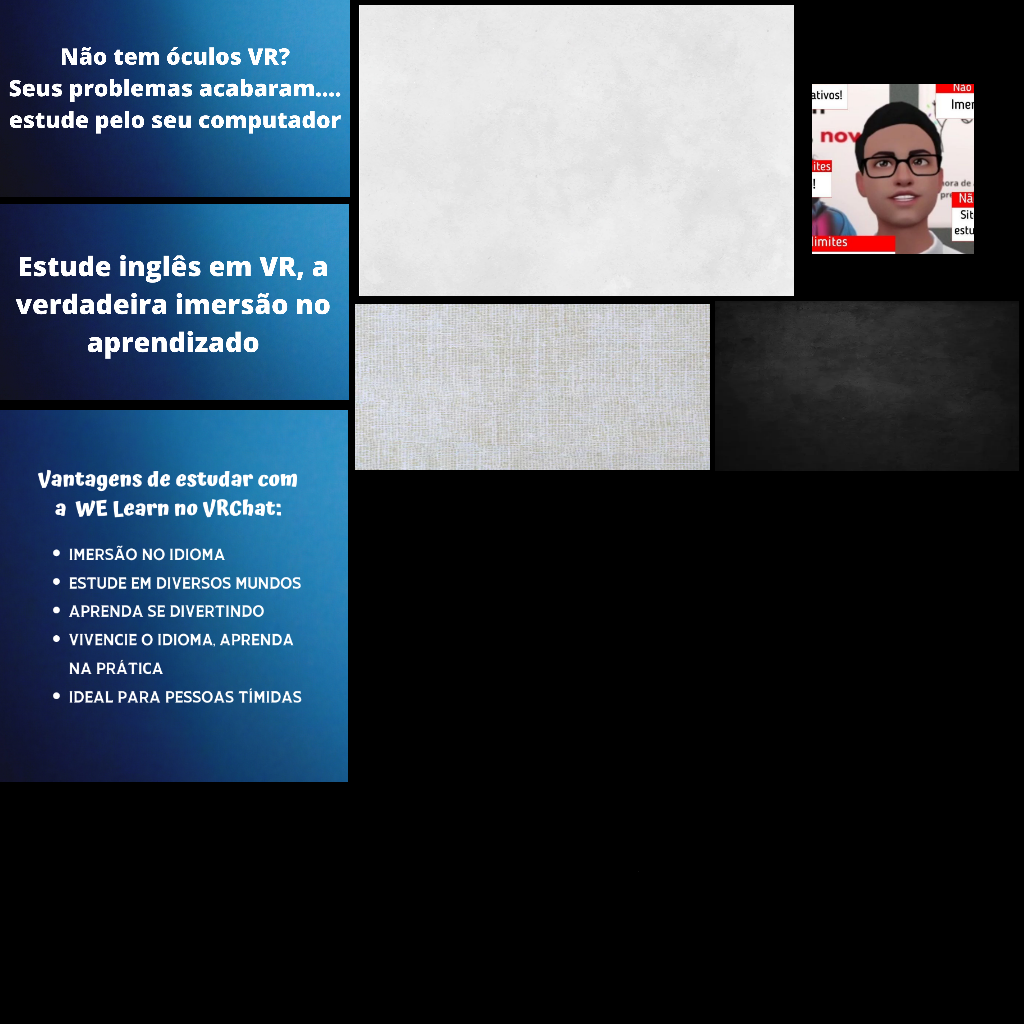 Não tem óculos VR?
Seus problemas acabaram....
estude pelo seu computador
Estude inglês em VR, a
verdadeira imersão no
aprendizado
Vantagens de estudar com
a WE Learn no VRChat:
• IMERSÃO NO IDIOMA
• ESTUDE EM DIVERSOS MUNDOS
• APRENDA SE DIVERTINDO
• VIVENCIE O IDIOMA, APRENDA
NA PRÁTICA
• IDEAL PARA PESSOAS TÍMIDAS
ativos!
Não
Imer
nov
ites
!
ora de
Nã
Sit
estu
limites